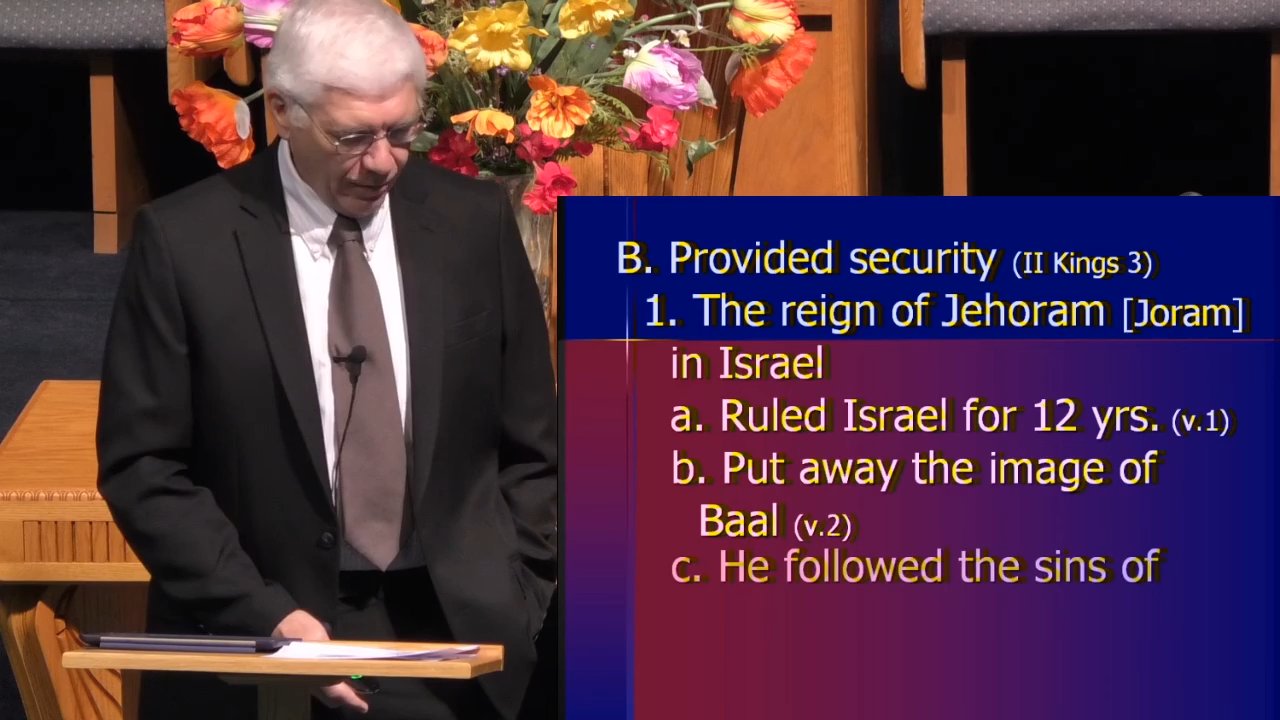 B. Provided security (II Kings 3)
1. The reign of Jehoram [Joram]
in Israel
a. Ruled Israel for 12 yrs. (v.1)
b. Put away the image of
Baal (v.2)
c. He followed the sins of